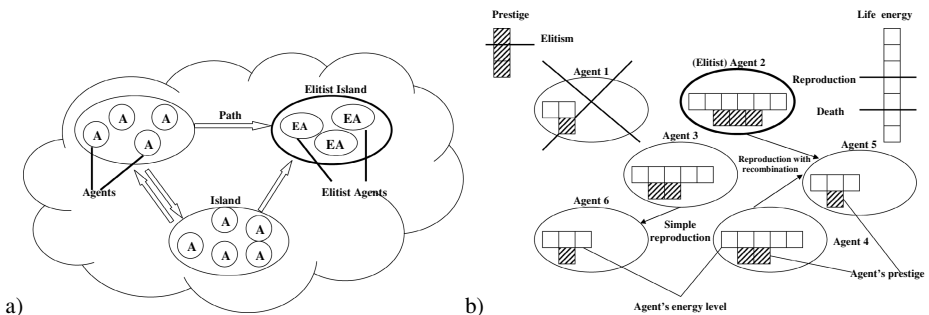 a)
Elitist Island
Path
A
A
A
A
EA
EA
EA
Agents
Elitist Agents
Island
A
A
A
A
A
b)
Prestige
Elitism
Life energy
Reproduction
Death
Agent 1
(Elitist) Agent 2
Agent 3
Agent 5
Reproduction with
recombination
Agent 6
Simple
reproduction
Agent 4
Agent's prestige
Agent's energy level